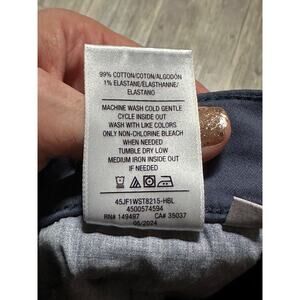 99% COTTON/COTON/ALGODÓN
1% ELASTANE/ELASTHANNE/
ELASTANO
MACHINE WASH COLD GENTLE
CYCLE INSIDE OUT
WASH WITH LIKE COLORS
ONLY NON-CHLORINE BLEACH
WHEN NEEDED
TUMBLE DRY LOW
MEDIUM IRON INSIDE OUT
IF NEEDED
45JF1WST8215-HBL
4500574594
RN# 149497 CA# 35037
05/2024